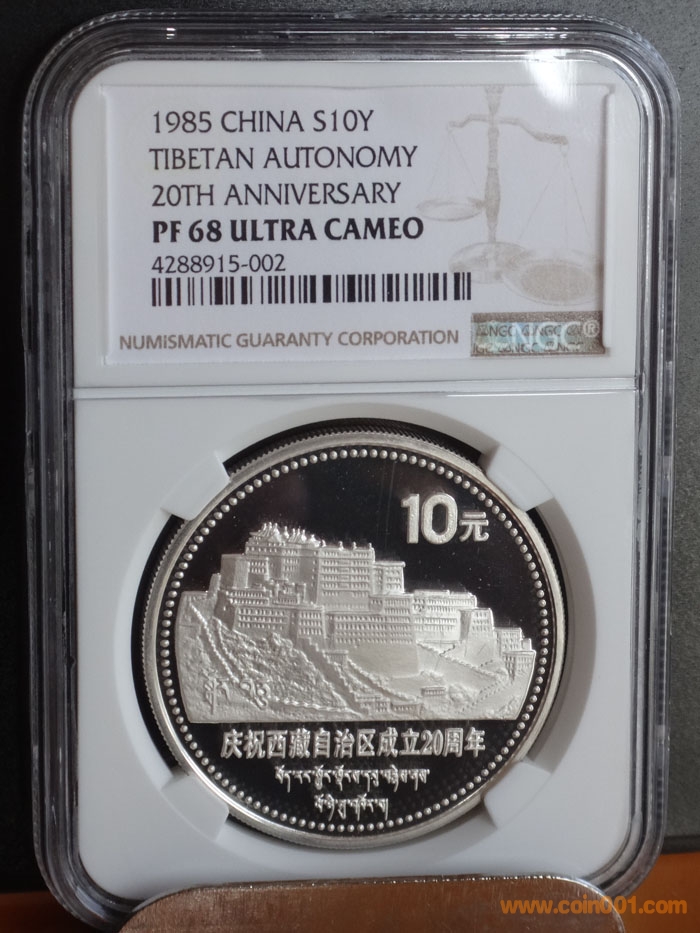 1985 CHINA S10Y
TIBETAN AUTONOMY
20TH ANNIVERSARY
PF 68 ULTRA CAMEO
4288915-002
NUMISMATIC GUARANTY CORPORATION
NGC
10元
庆祝西藏自治区成立20周年
www.coin001.com